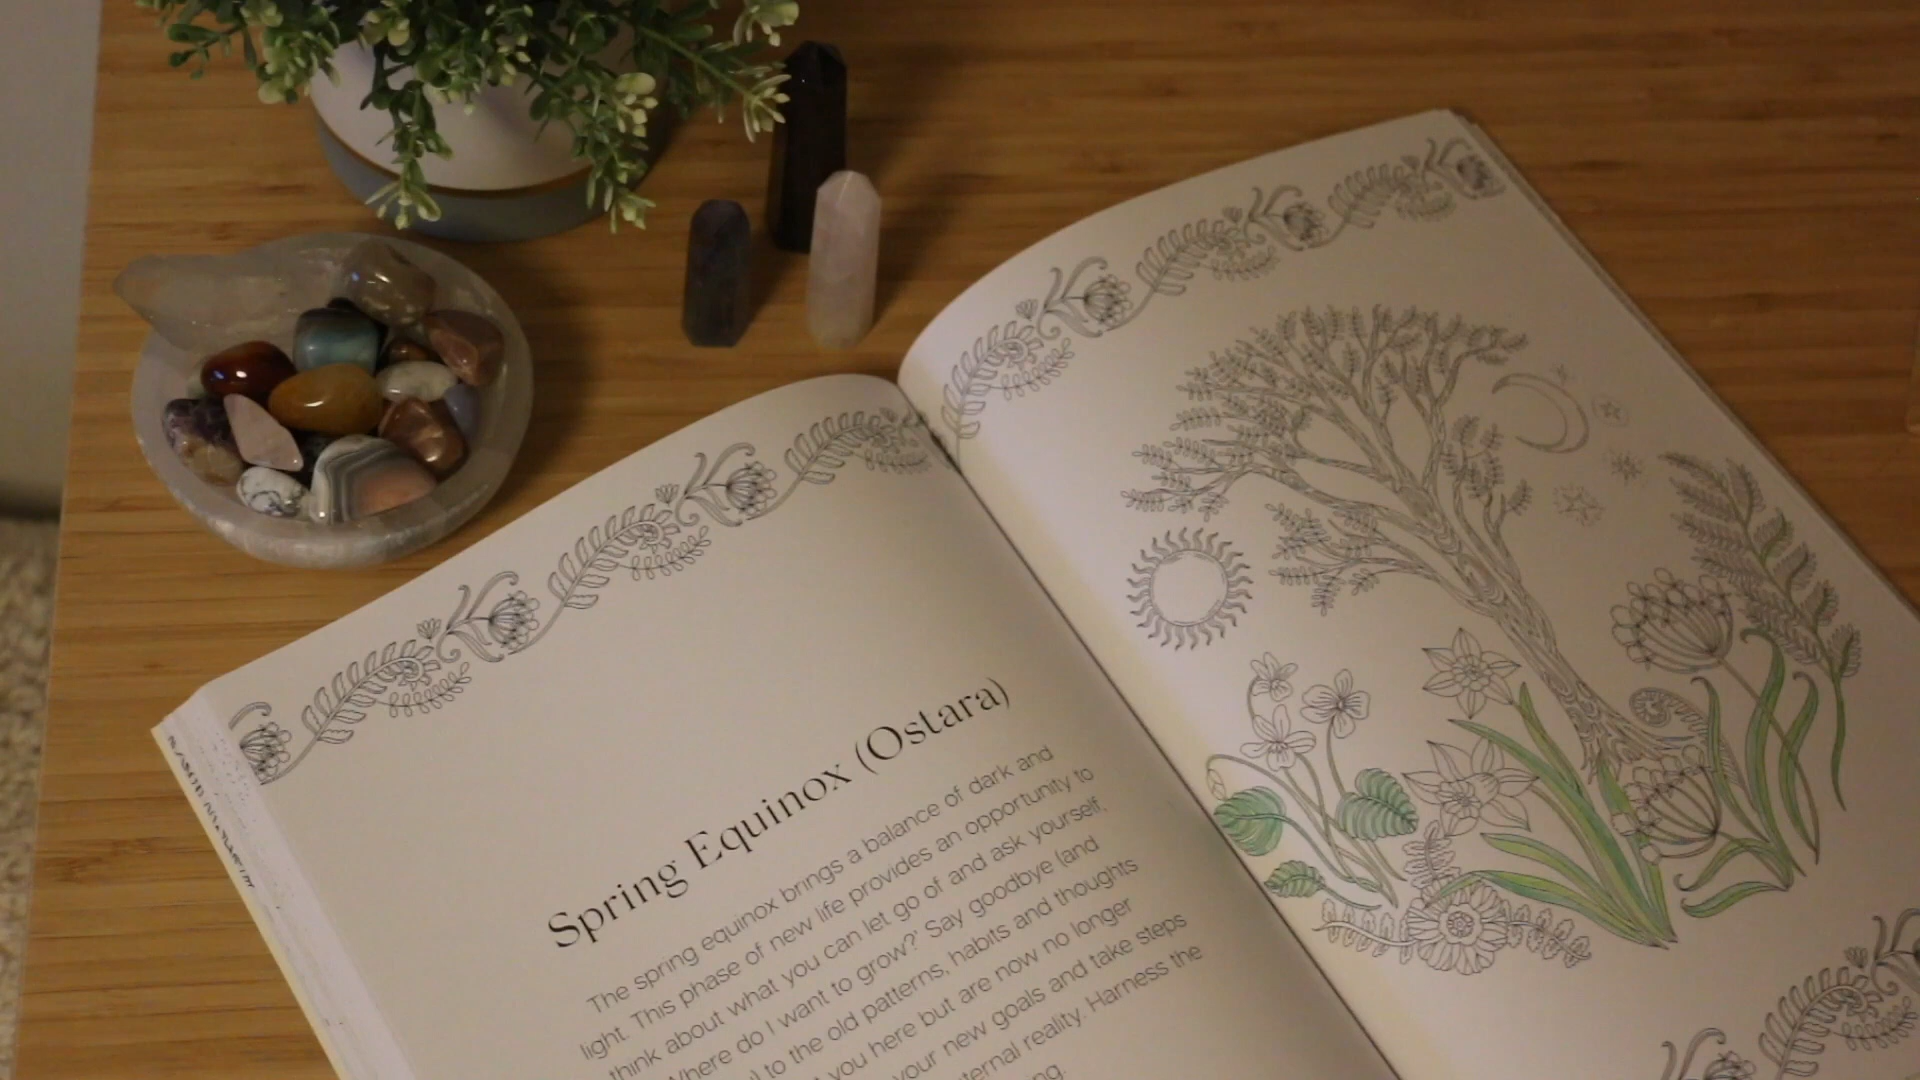 Spring Equinox (Ostara)
The spring equinox brings a balance of dark and
light. This phase of new life provides an opportunity to
think about what you can let go of and ask yourself,
Where do I want to grow?' Say goodbye (and
to the old patterns, habits and thoughts
you here but are now no longer
your new goals and take steps
reality. Harness the